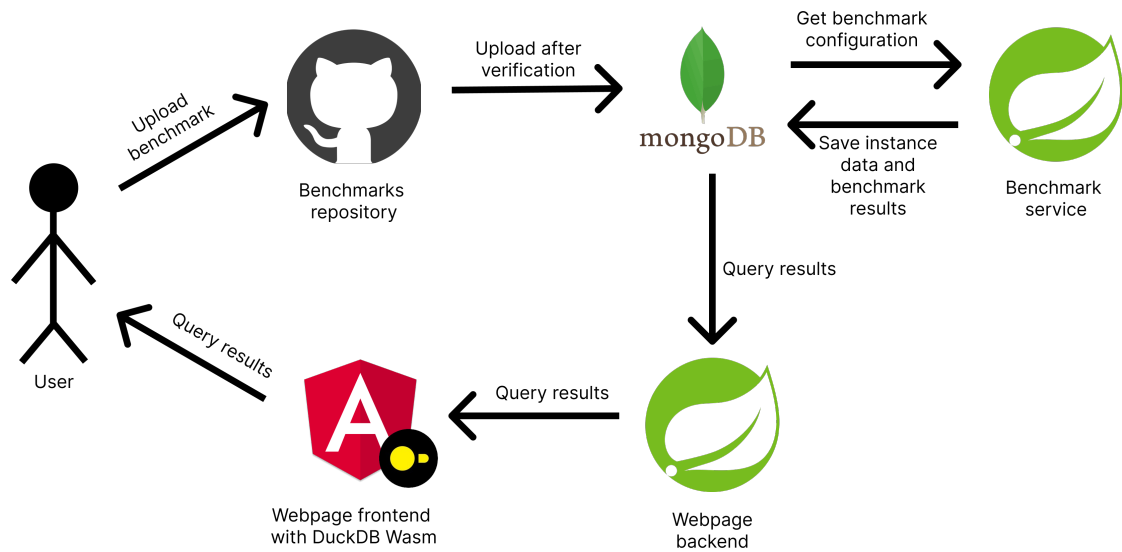 Upload
benchmark
Benchmarks
repository
Upload after
verification
mongoDB
Get benchmark
configuration
Save instance
data and
benchmark
results
Benchmark
service
User
Query results
Query results
Query results
Webpage frontend
with DuckDB Wasm
Webpage
backend